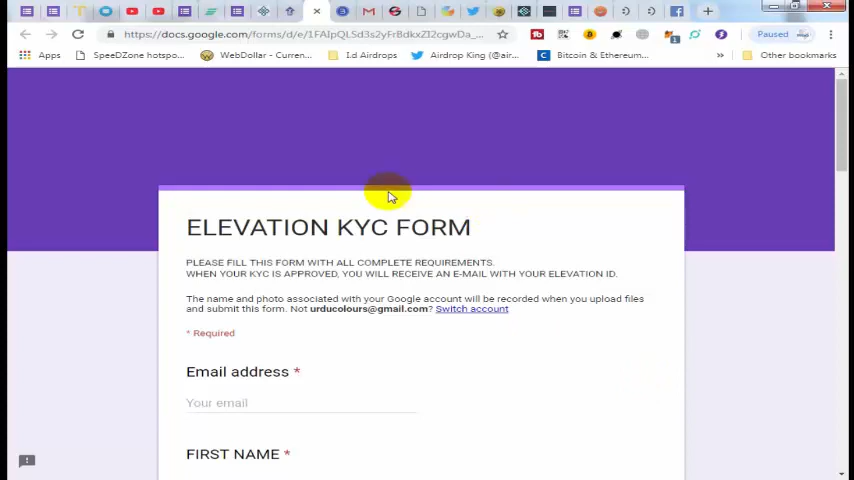 https://docs.google.com/forms/d/e/1FAIpQLSd3s2yFrBdkxZI2cgwDa_...
Paused
Apps
SpeeDZone hotspo...
WebDollar - Curren...
I.d Airdrops
Airdrop King (@air...
Bitcoin & Ethereum...
»
Other bookmarks
ELEVATION KYC FORM
PLEASE FILL THIS FORM WITH ALL COMPLETE REQUIREMENTS.
WHEN YOUR KYC IS APPROVED, YOU WILL RECEIVE AN E-MAIL WITH YOUR ELEVATION ID.
The name and photo associated with your Google account will be recorded when you upload files
and submit this form. Not urducolours@gmail.com? Switch account
* Required
Email address *
Your email
FIRST NAME *